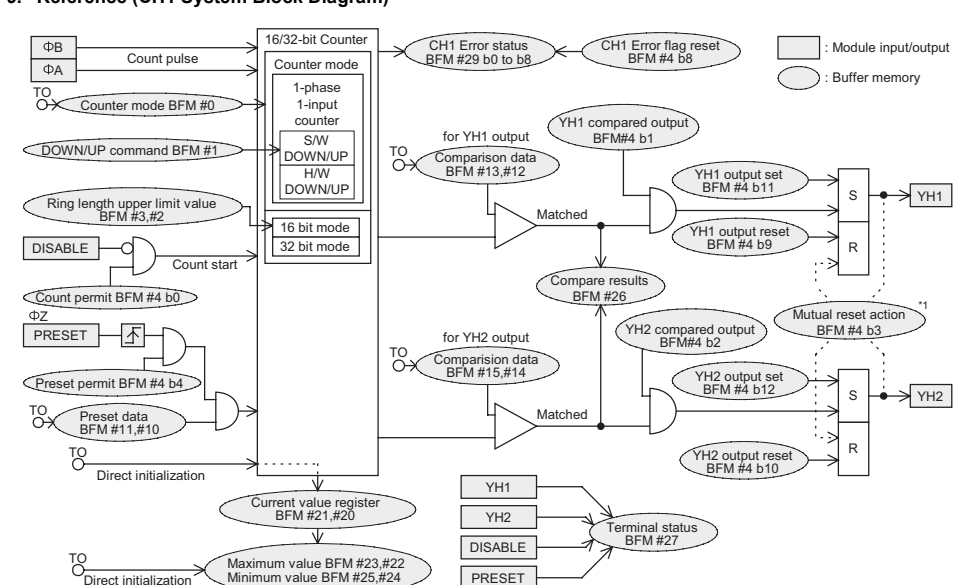 ΦB
ΦA
Count pulse
TO
Counter mode BFM #0
DOWN/UP command BFM #1
Ring length upper limit value
BFM #3,#2
DISABLE
Count start
Count permit BFM #4 b0
ΦZ
PRESET
Preset permit BFM #4 b4
TO
Preset data
BFM #11,#10
TO
Direct initialization
16/32-bit Counter
Counter mode
1-phase
1-input
counter
S/W
DOWN/UP
H/W
DOWN/UP
16 bit mode
32 bit mode
Current value register
BFM #21,#20
TO
Direct initialization
Maximum value BFM #23,#22
Minimum value BFM #25,#24
CH1 Error status
BFM #29 b0 to b8
CH1 Error flag reset
BFM #4 b8
: Module input/output
: Buffer memory
for YH1 output
TO
Comparison data
BFM #13,#12
YH1 compared output
BFM#4 b1
Matched
YH1 output set
BFM #4 b11
YH1 output reset
BFM #4 b9
S
R
YH1
Compare results
BFM #26
Mutual reset action
BFM #4 b3
*1
for YH2 output
TO
Comparision data
BFM #15,#14
YH2 compared output
BFM#4 b2
Matched
YH2 output set
BFM #4 b12
YH2 output reset
BFM #4 b10
S
R
YH2
YH1
YH2
DISABLE
PRESET
Terminal status
BFM #27